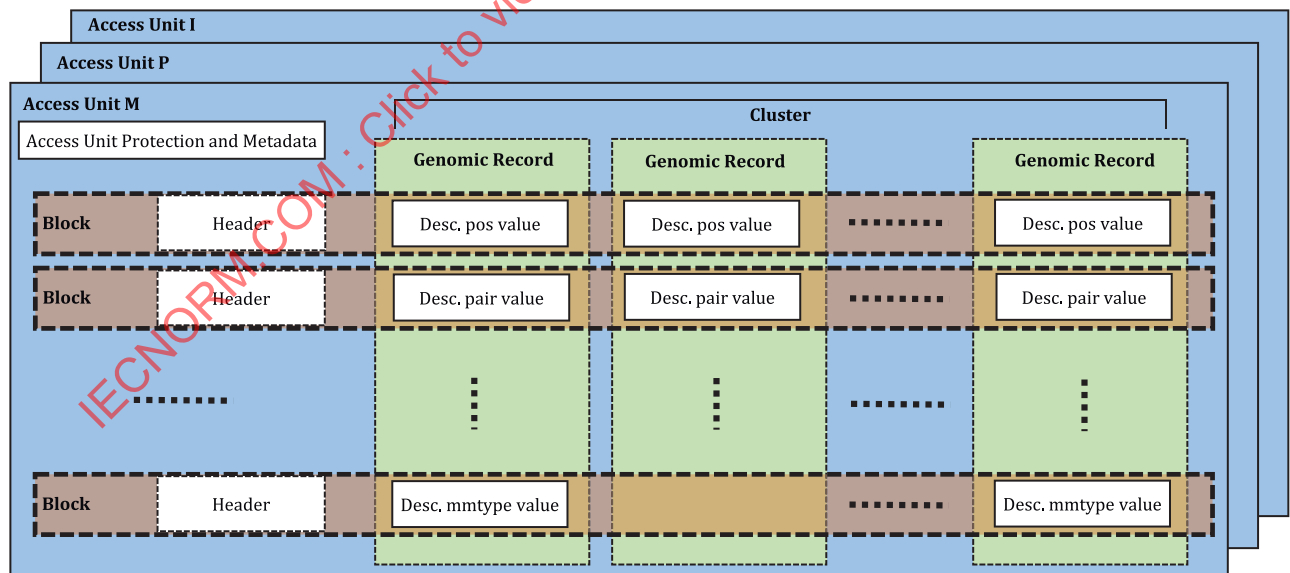 Access Unit I
Access Unit P
Access Unit M
Cluster
Access Unit Protection and Metadata
Genomic Record
Genomic Record
Genomic Record
Block
Header
Desc. pos value
Desc. pos value
Desc. pos value
Block
Header
Desc. pair value
Desc. pair value
Desc. pair value
Block
Header
Desc. mmtype value
Desc. mmtype value
IECNORM.COM : Click to vie